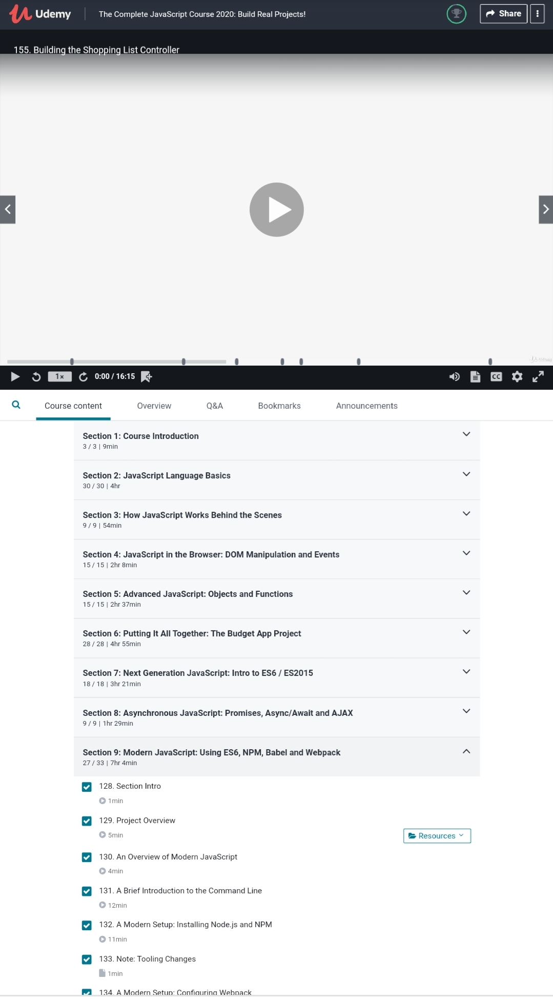 Udemy
The Complete JavaScript Course 2020: Build Real Projects!
Share
155. Building the Shopping List Controller
Udemy
1×
0:00 / 16:15
CC
Course content
Overview
Q&A
Bookmarks
Announcements
Section 1: Course Introduction
3 / 3 | 9min
Section 2: JavaScript Language Basics
30 / 30 | 4hr
Section 3: How JavaScript Works Behind the Scenes
9 / 9 | 54min
Section 4: JavaScript in the Browser: DOM Manipulation and Events
15 / 15 | 2hr 8min
Section 5: Advanced JavaScript: Objects and Functions
15 / 15 | 2hr 37min
Section 6: Putting It All Together: The Budget App Project
28 / 28 | 4hr 55min
Section 7: Next Generation JavaScript: Intro to ES6 / ES2015
18 / 18 | 3hr 21min
Section 8: Asynchronous JavaScript: Promises, Async/Await and AJAX
9 / 9 | 1hr 29min
Section 9: Modern JavaScript: Using ES6, NPM, Babel and Webpack
27 / 33 | 7hr 4min
128. Section Intro
1min
129. Project Overview
5min
Resources
130. An Overview of Modern JavaScript
4min
131. A Brief Introduction to the Command Line
12min
132. A Modern Setup: Installing Node.js and NPM
11min
133. Note: Tooling Changes
1min
134. A Modern Setup: Configuring Webpack